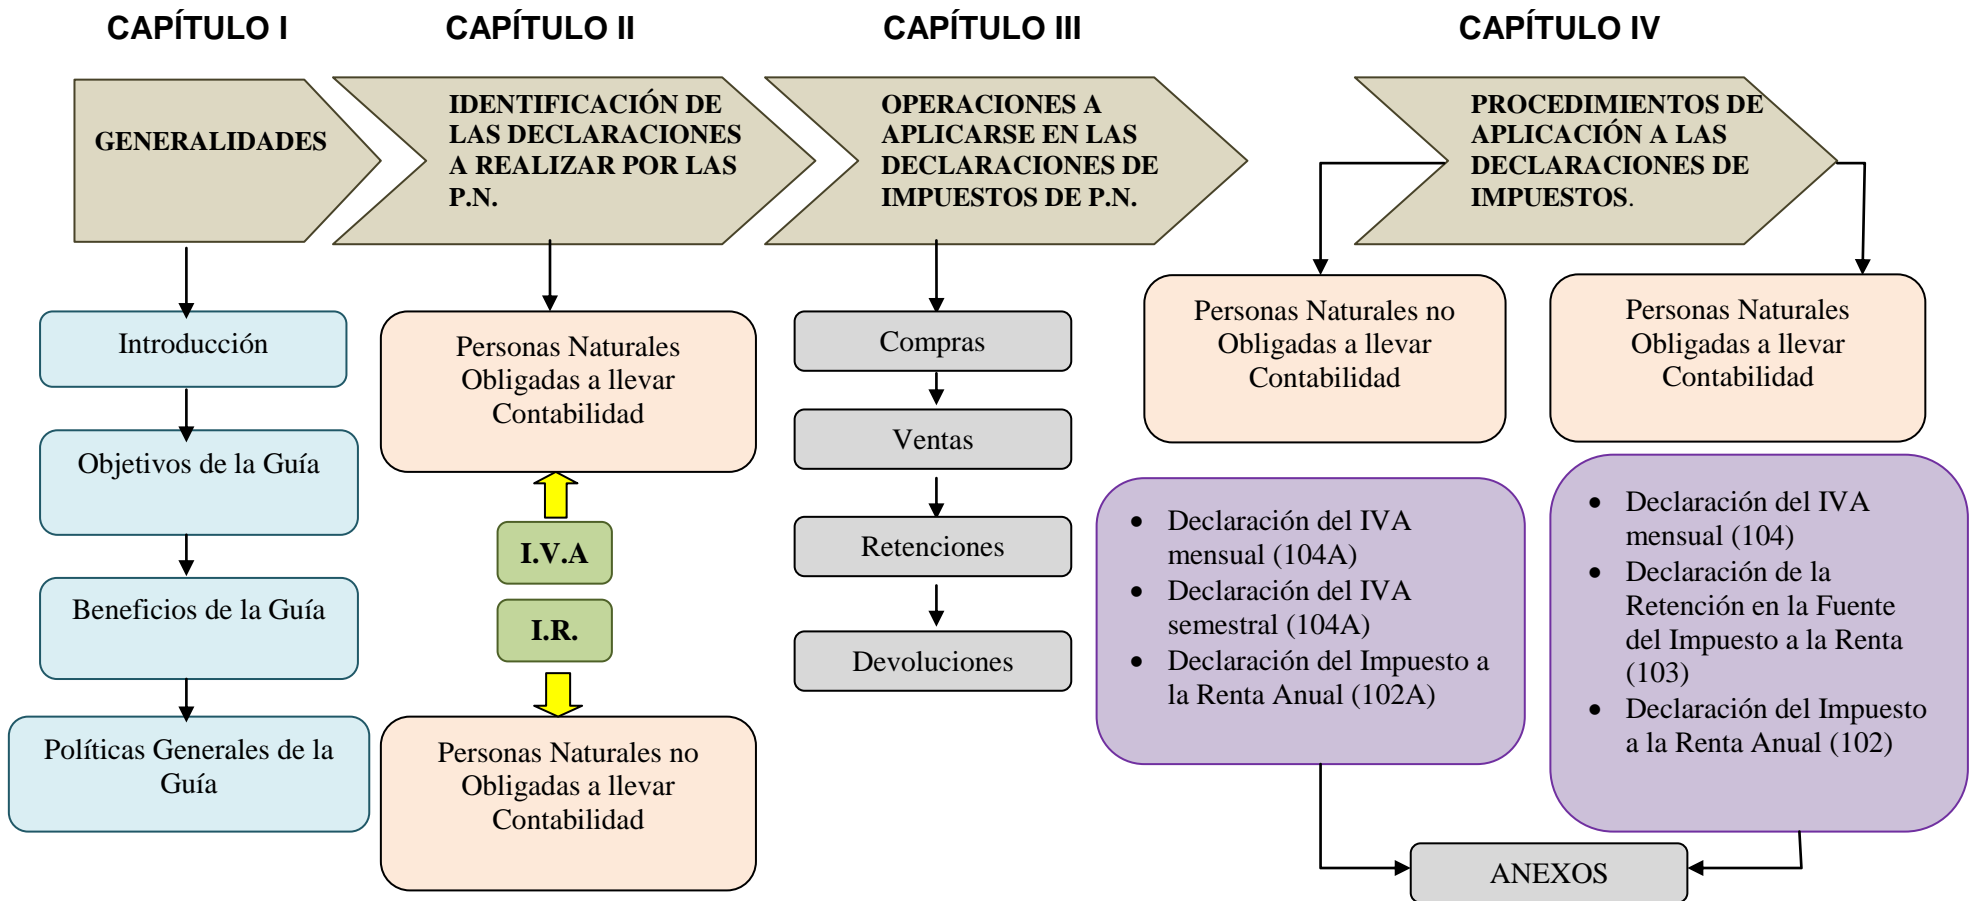 CAPÍTULO I
CAPÍTULO II
CAPÍTULO III
CAPÍTULO IV
GENERALIDADES
IDENTIFICACIÓN DE
LAS DECLARACIONES
A REALIZAR POR LAS
P.N.
OPERACIONES A
APLICARSE EN LAS
DECLARACIONES DE
IMPUESTOS DE P.N.
PROCEDIMIENTOS DE
APLICACIÓN A LAS
DECLARACIONES DE
IMPUESTOS.
Introducción
Objetivos de la Guía
Beneficios de la Guía
Políticas Generales de la
Guía
Personas Naturales
Obligadas a llevar
Contabilidad
I.V.A
I.R.
Personas Naturales no
Obligadas a llevar
Contabilidad
Compras
Ventas
Retenciones
Devoluciones
Personas Naturales no
Obligadas a llevar
Contabilidad
• Declaración del IVA
mensual (104A)
• Declaración del IVA
semestral (104A)
• Declaración del Impuesto a
la Renta Anual (102A)
Personas Naturales
Obligadas a llevar
Contabilidad
• Declaración del IVA
mensual (104)
• Declaración de la
Retención en la Fuente
del Impuesto a la Renta
(103)
• Declaración del Impuesto
a la Renta Anual (102)
ANEXOS